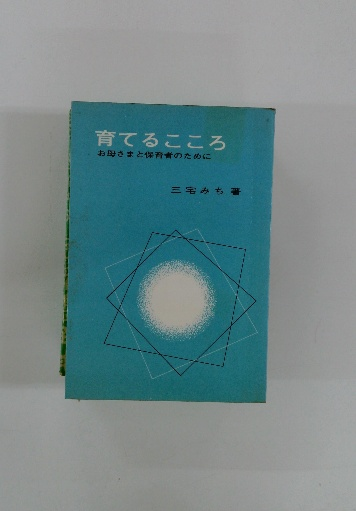 育てるこころ
お母さまと保育者のために
三宅みち著